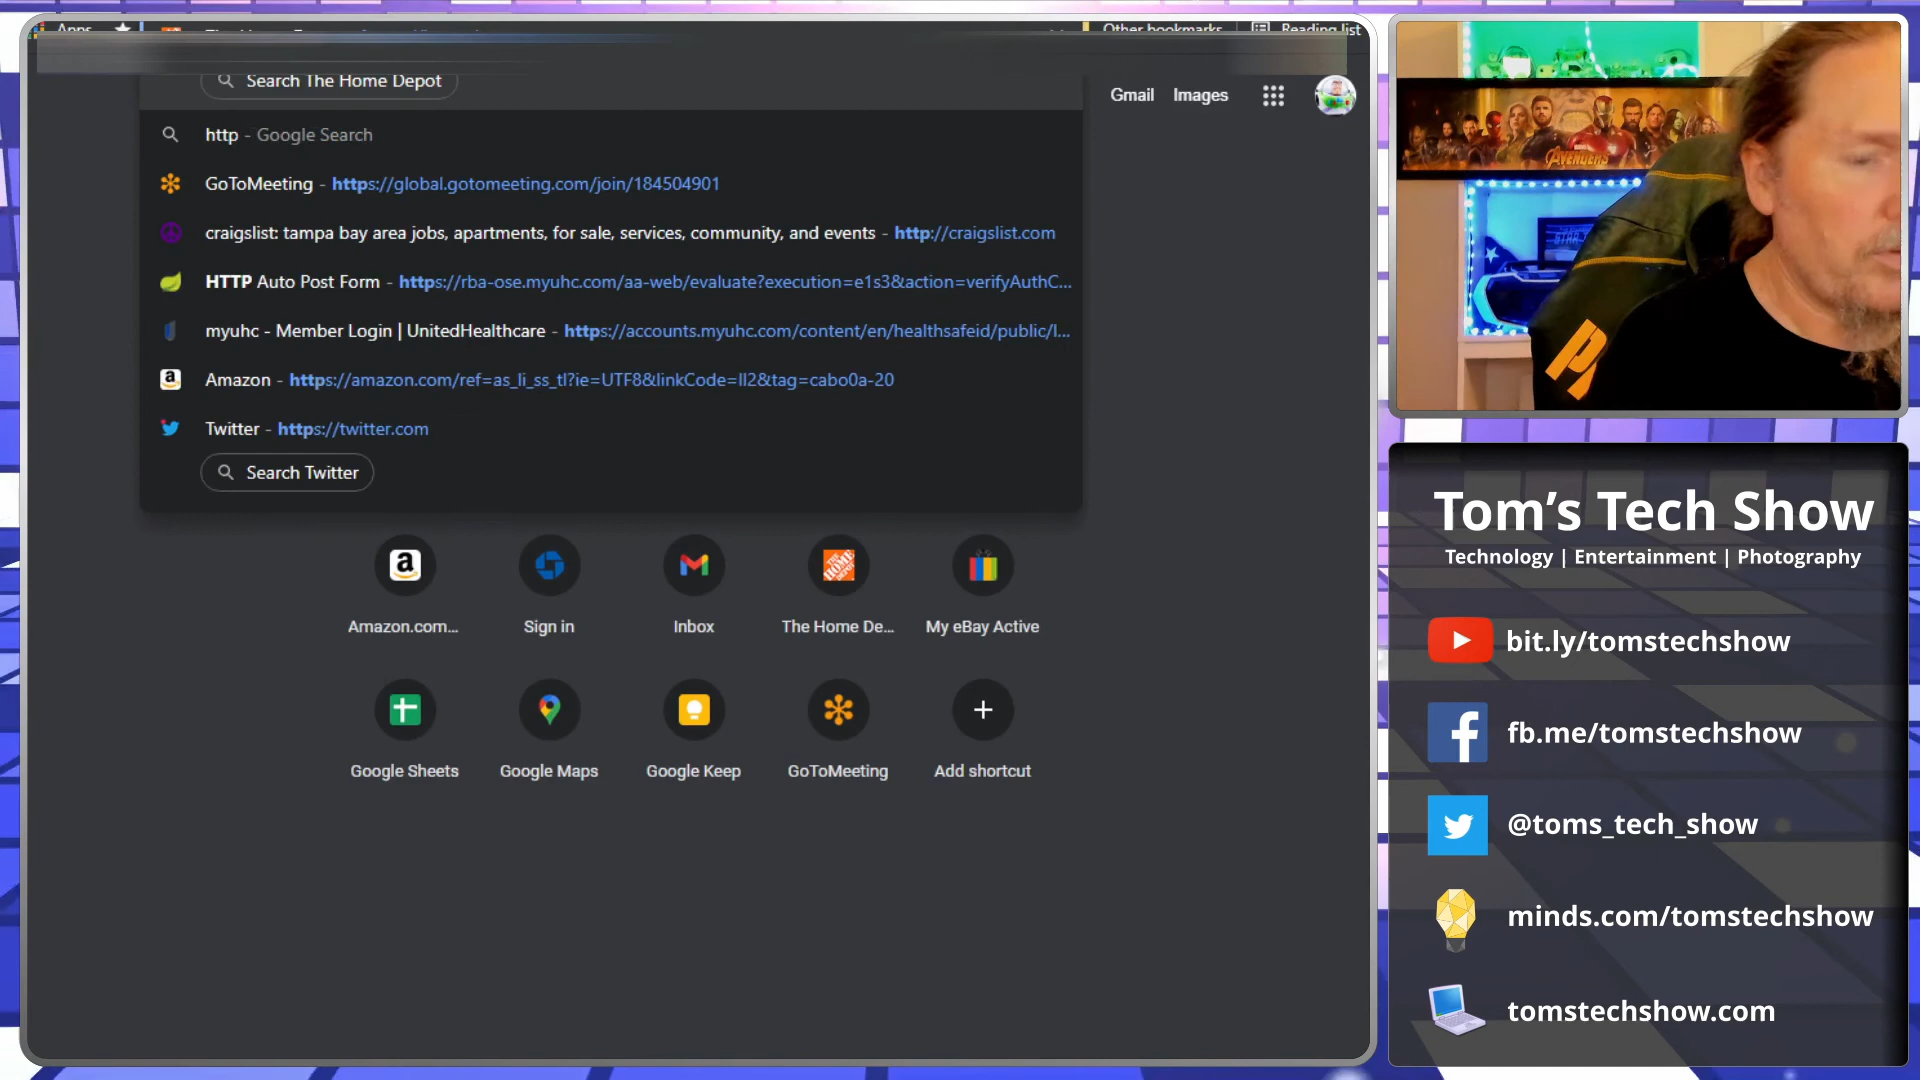 Apps
Other bookmarks
Reading list
Search The Home Depot
Gmail
Images
http - Google Search
GoToMeeting - https://global.gotomeeting.com/join/184504901
craigslist: tampa bay area jobs, apartments, for sale, services, community, and events - http://craigslist.com
HTTP Auto Post Form - https://rba-ose.myuhc.com/aa-web/evaluate?execution=e1s3&action=verifyAuthC...
myuhc - Member Login | UnitedHealthcare - https://accounts.myuhc.com/content/en/healthsafeid/public/l...
Amazon - https://amazon.com/ref=as_li_ss_tl?ie=UTF8&linkCode=ll2&tag=cabo0a-20
Twitter - https://twitter.com
Search Twitter
Amazon.com...
Sign in
Inbox
The Home De...
My eBay Active
Google Sheets
Google Maps
Google Keep
GoToMeeting
Add shortcut
AVENGERS
Tom's Tech Show
Technology | Entertainment | Photography
bit.ly/tomstechshow
fb.me/tomstechshow
@toms_tech_show
minds.com/tomstechshow
tomstechshow.com